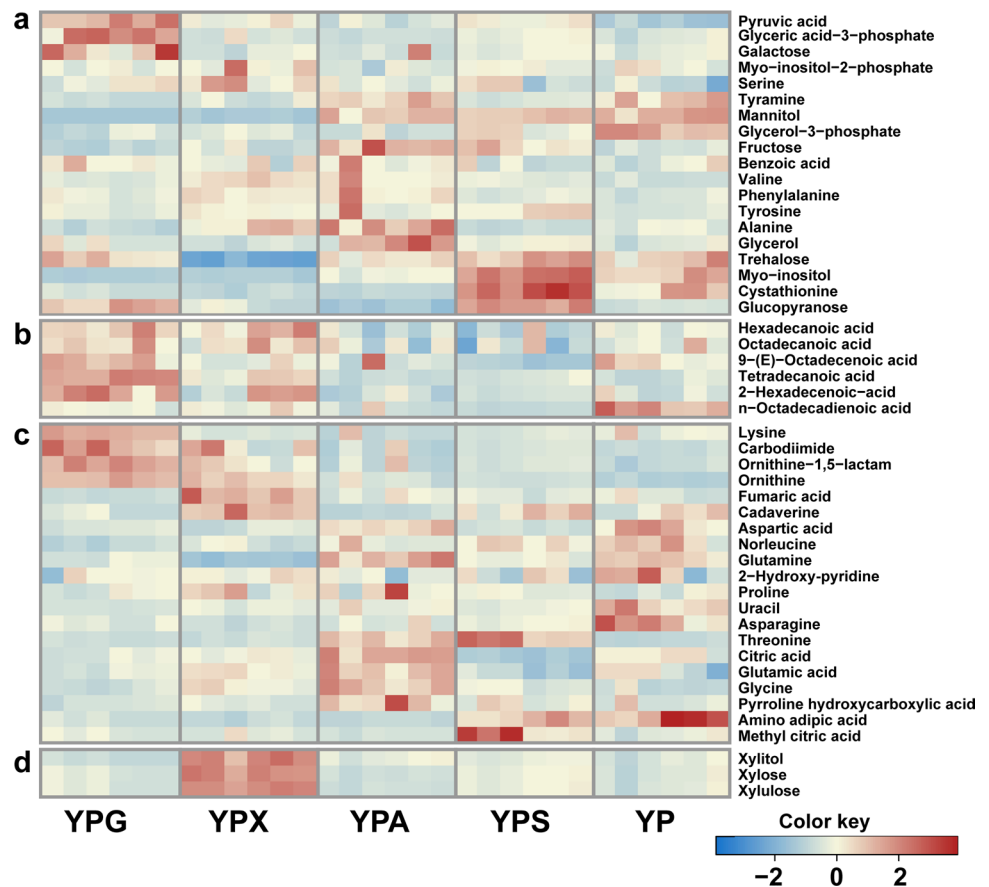 a
Pyruvic acid
Glyceric acid−3−phosphate
Galactose
Myo−inositol−2−phosphate
Serine
Tyramine
Mannitol
Glycerol−3−phosphate
Fructose
Benzoic acid
Valine
Phenylalanine
Tyrosine
Alanine
Glycerol
Trehalose
Myo−inositol
Cystathionine
Glucopyranose
b
Hexadecanoic acid
Octadecanoic acid
9−(E)−Octadecenoic acid
Tetradecanoic acid
2−Hexadecenoic−acid
n−Octadecadienoic acid
c
Lysine
Carbodiimide
Ornithine−1,5−lactam
Ornithine
Fumaric acid
Cadaverine
Aspartic acid
Norleucine
Glutamine
2−Hydroxy−pyridine
Proline
Uracil
Asparagine
Threonine
Citric acid
Glutamic acid
Glycine
Pyrroline hydroxycarboxylic acid
Amino adipic acid
Methyl citric acid
d
Xylitol
Xylose
Xylulose
YPG YPX YPA YPS YP
Color key
−2 0 2